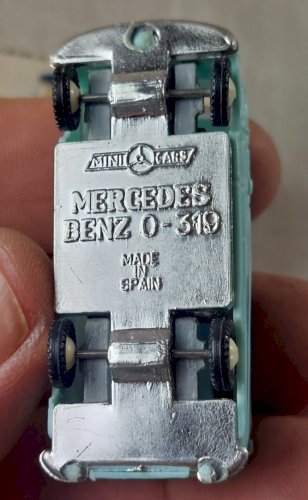 MINI CARS
MERCEDES
BENZ O-319
MADE
IN
SPAIN